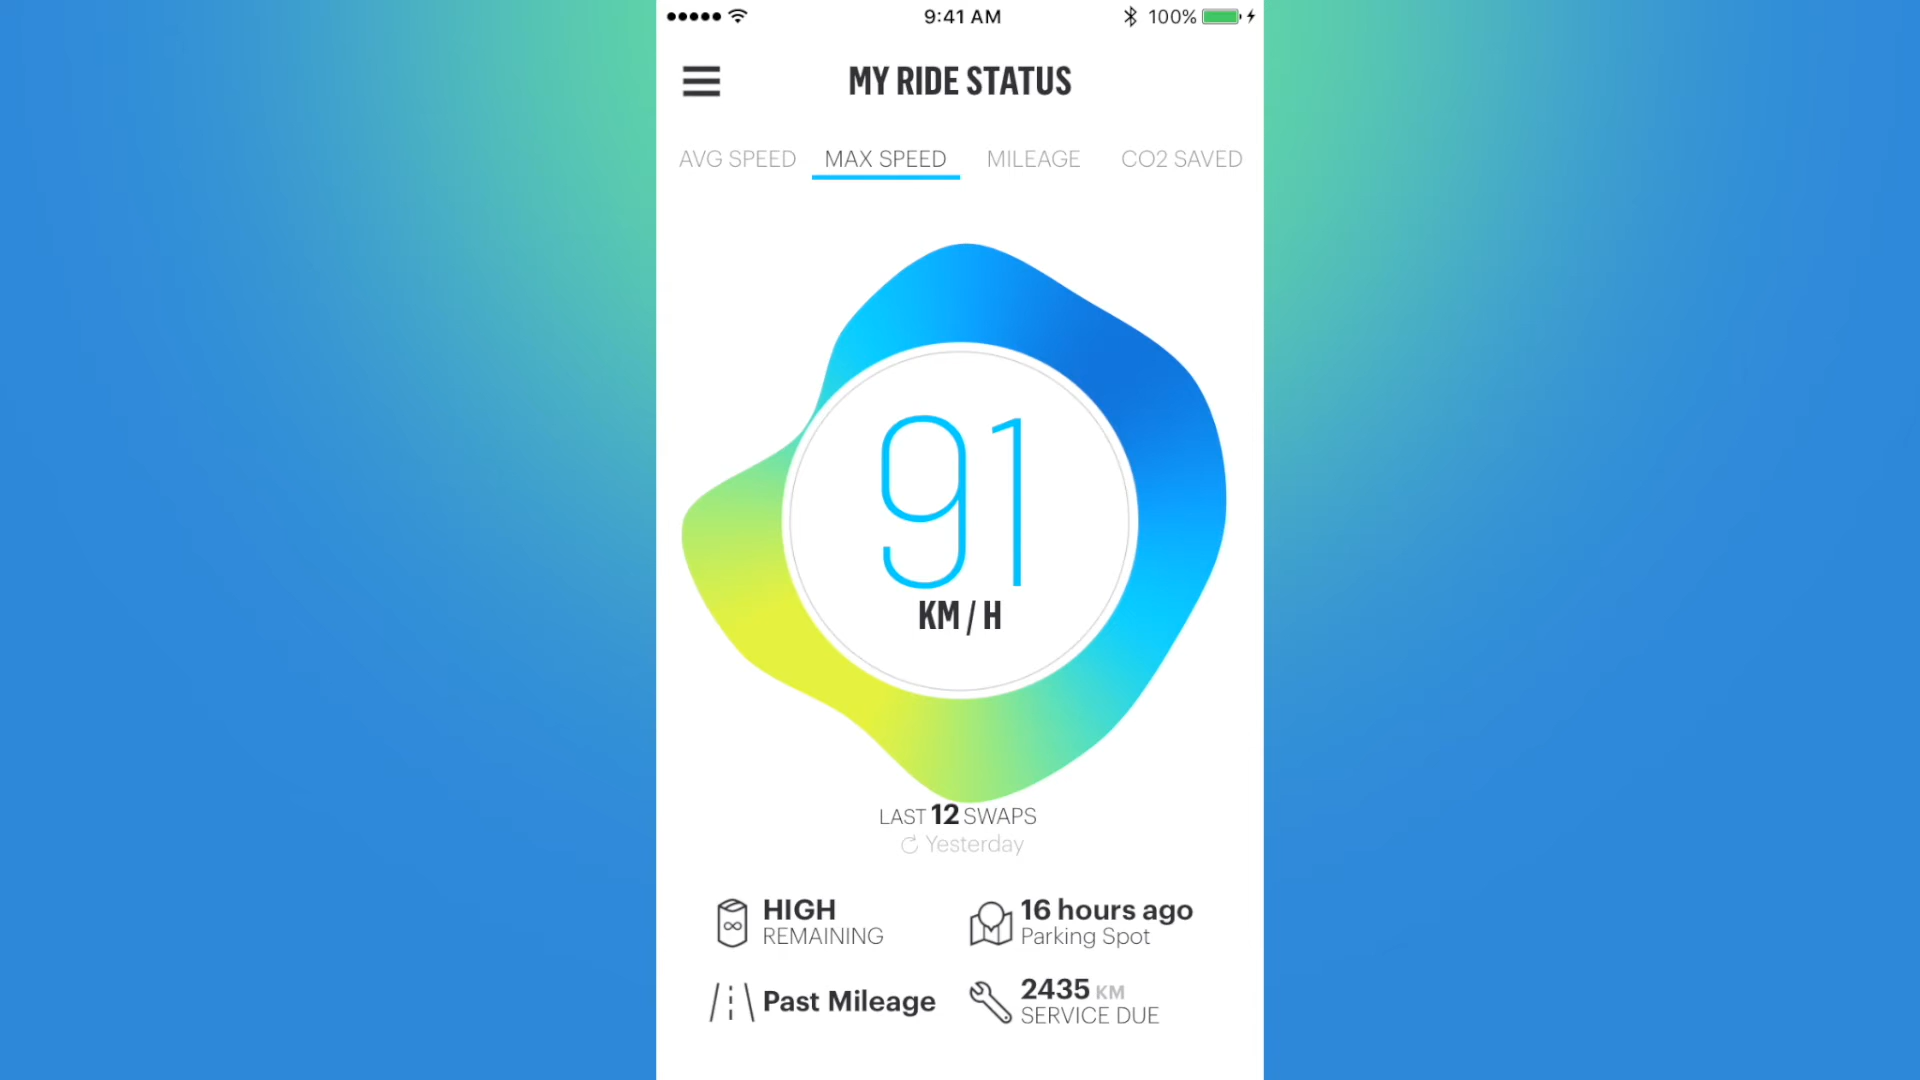 9:41 AM
100%
MY RIDE STATUS
AVG SPEED
MAX SPEED
MILEAGE
CO2 SAVED
91
KM / H
LAST 12 SWAPS
Yesterday
HIGH
REMAINING
16 hours ago
Parking Spot
Past Mileage
2435 KM
SERVICE DUE